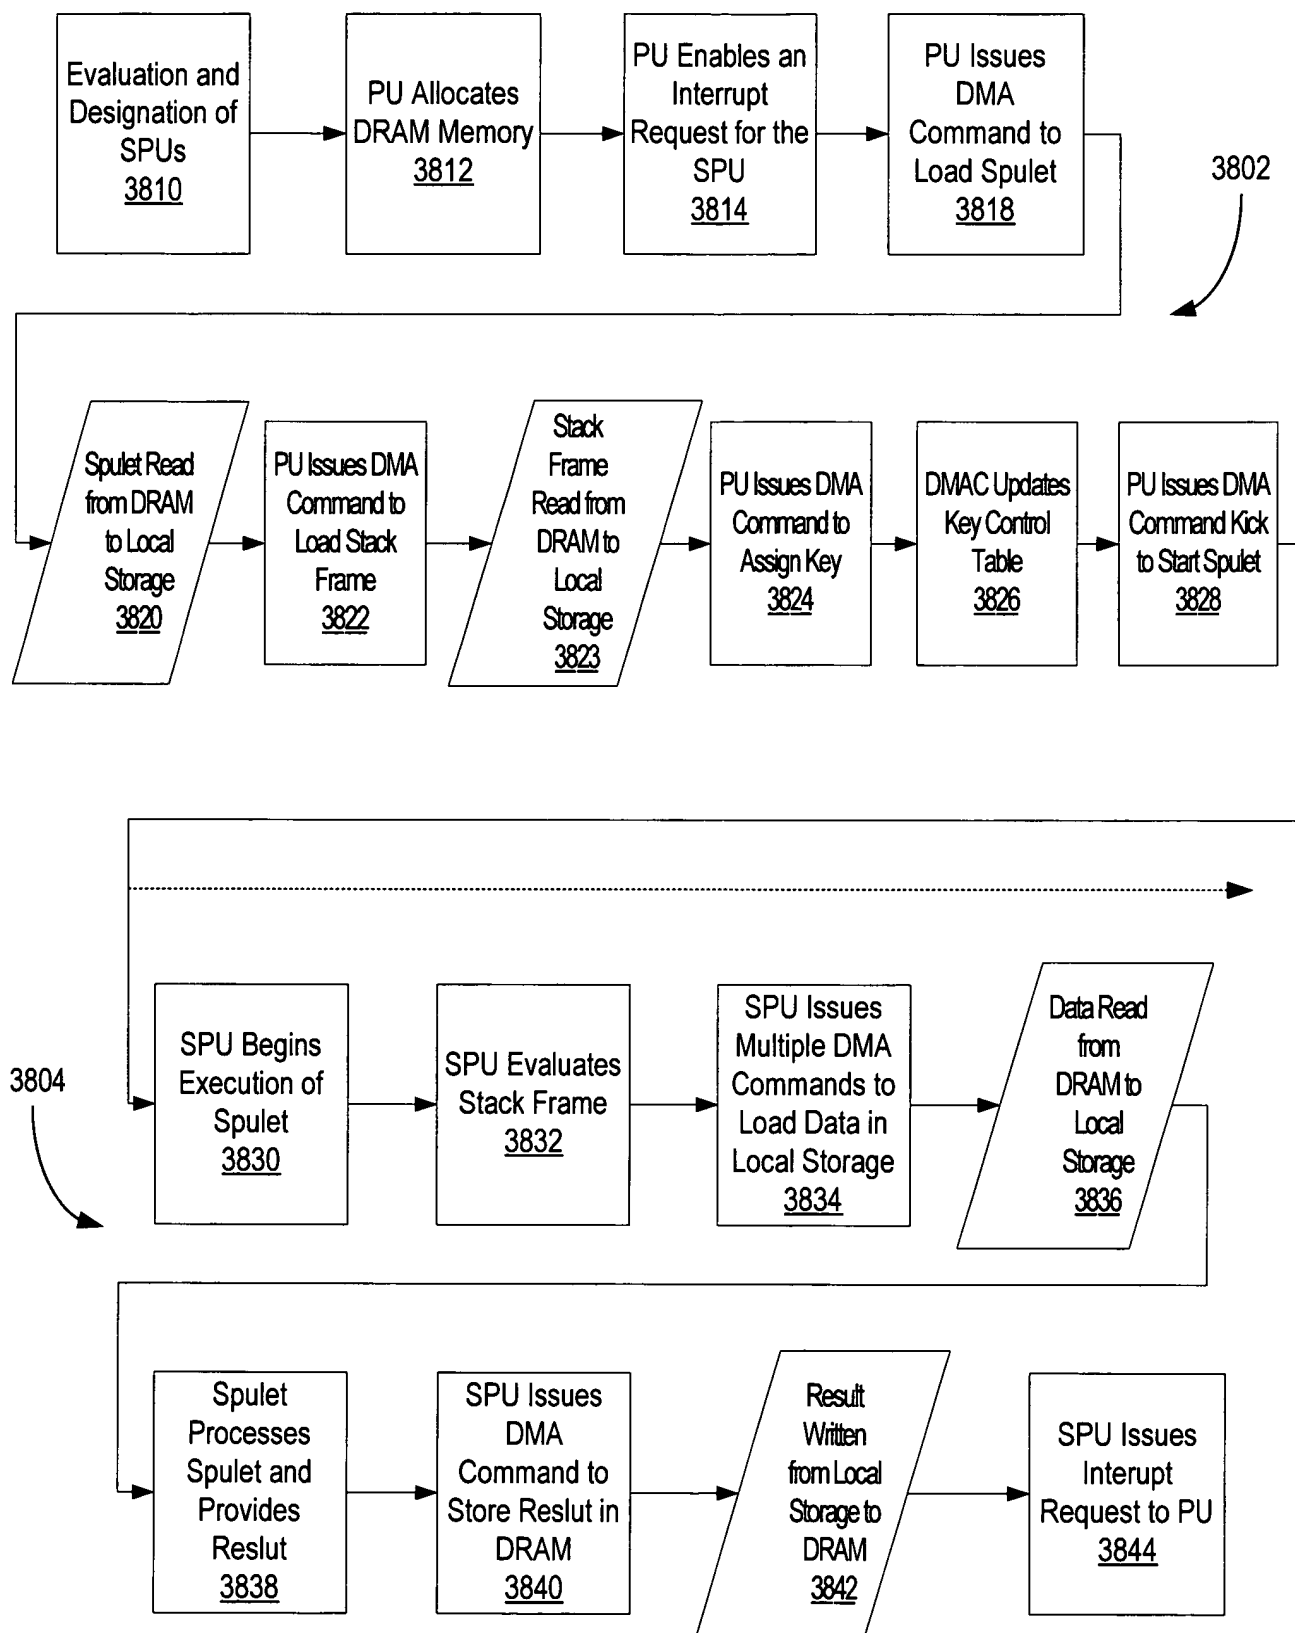 Evaluation and
Designation of
SPUs
3810
PU Allocates
DRAM Memory
3812
PU Enables an
Interrupt
Request for the
SPU
3814
PU Issues
DMA
Command to
Load Spulet
3818
3802
Spulet Read
from DRAM
to Local
Storage
3820
PU Issues DMA
Command to
Load Stack
Frame
3822
Stack
Frame
Read from
DRAM to
Local
Storage
3823
PU Issues DMA
Command to
Assign Key
3824
DMAC Updates
Key Control
Table
3826
PU Issues DMA
Command Kick
to Start Spulet
3828
3804
SPU Begins
Execution of
Spulet
3830
SPU Evaluates
Stack Frame
3832
SPU Issues
Multiple DMA
Commands to
Load Data in
Local Storage
3834
Data Read
from
DRAM to
Local
Storage
3836
Spulet
Processes
Spulet and
Provides
Reslut
3838
SPU Issues
DMA
Command to
Store Reslut in
DRAM
3840
Result
Written
from Local
Storage to
DRAM
3842
SPU Issues
Interupt
Request to PU
3844